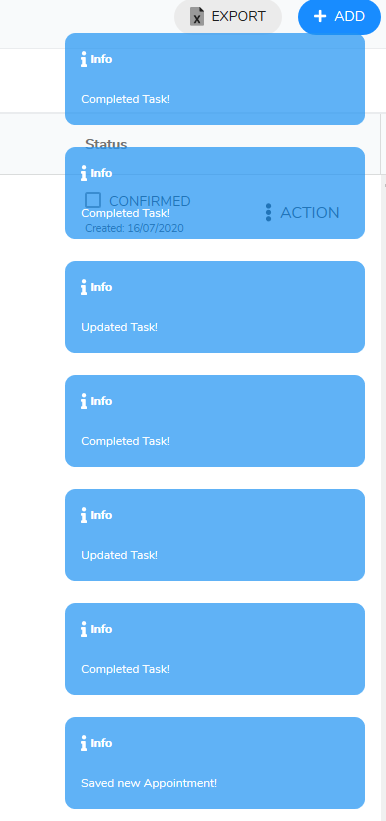 EXPORT
ADD
Info
Completed Task!
Status
Info
CONFIRMED
Completed Task!
ACTION
Created: 16/07/2020
Info
Updated Task!
Info
Completed Task!
Info
Updated Task!
Info
Completed Task!
Info
Saved new Appointment!